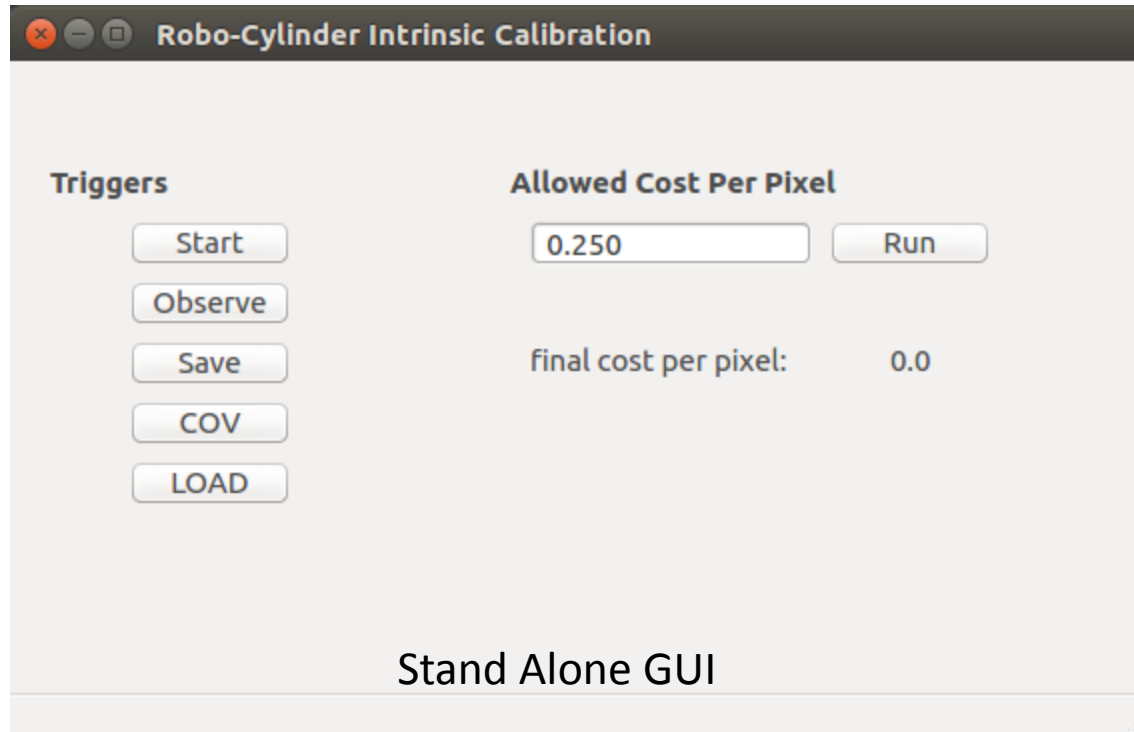 Robo-Cylinder Intrinsic Calibration
Triggers
Allowed Cost Per Pixel
Start
0.250
Run
Observe
Save
final cost per pixel:
0.0
COV
LOAD
Stand Alone GUI